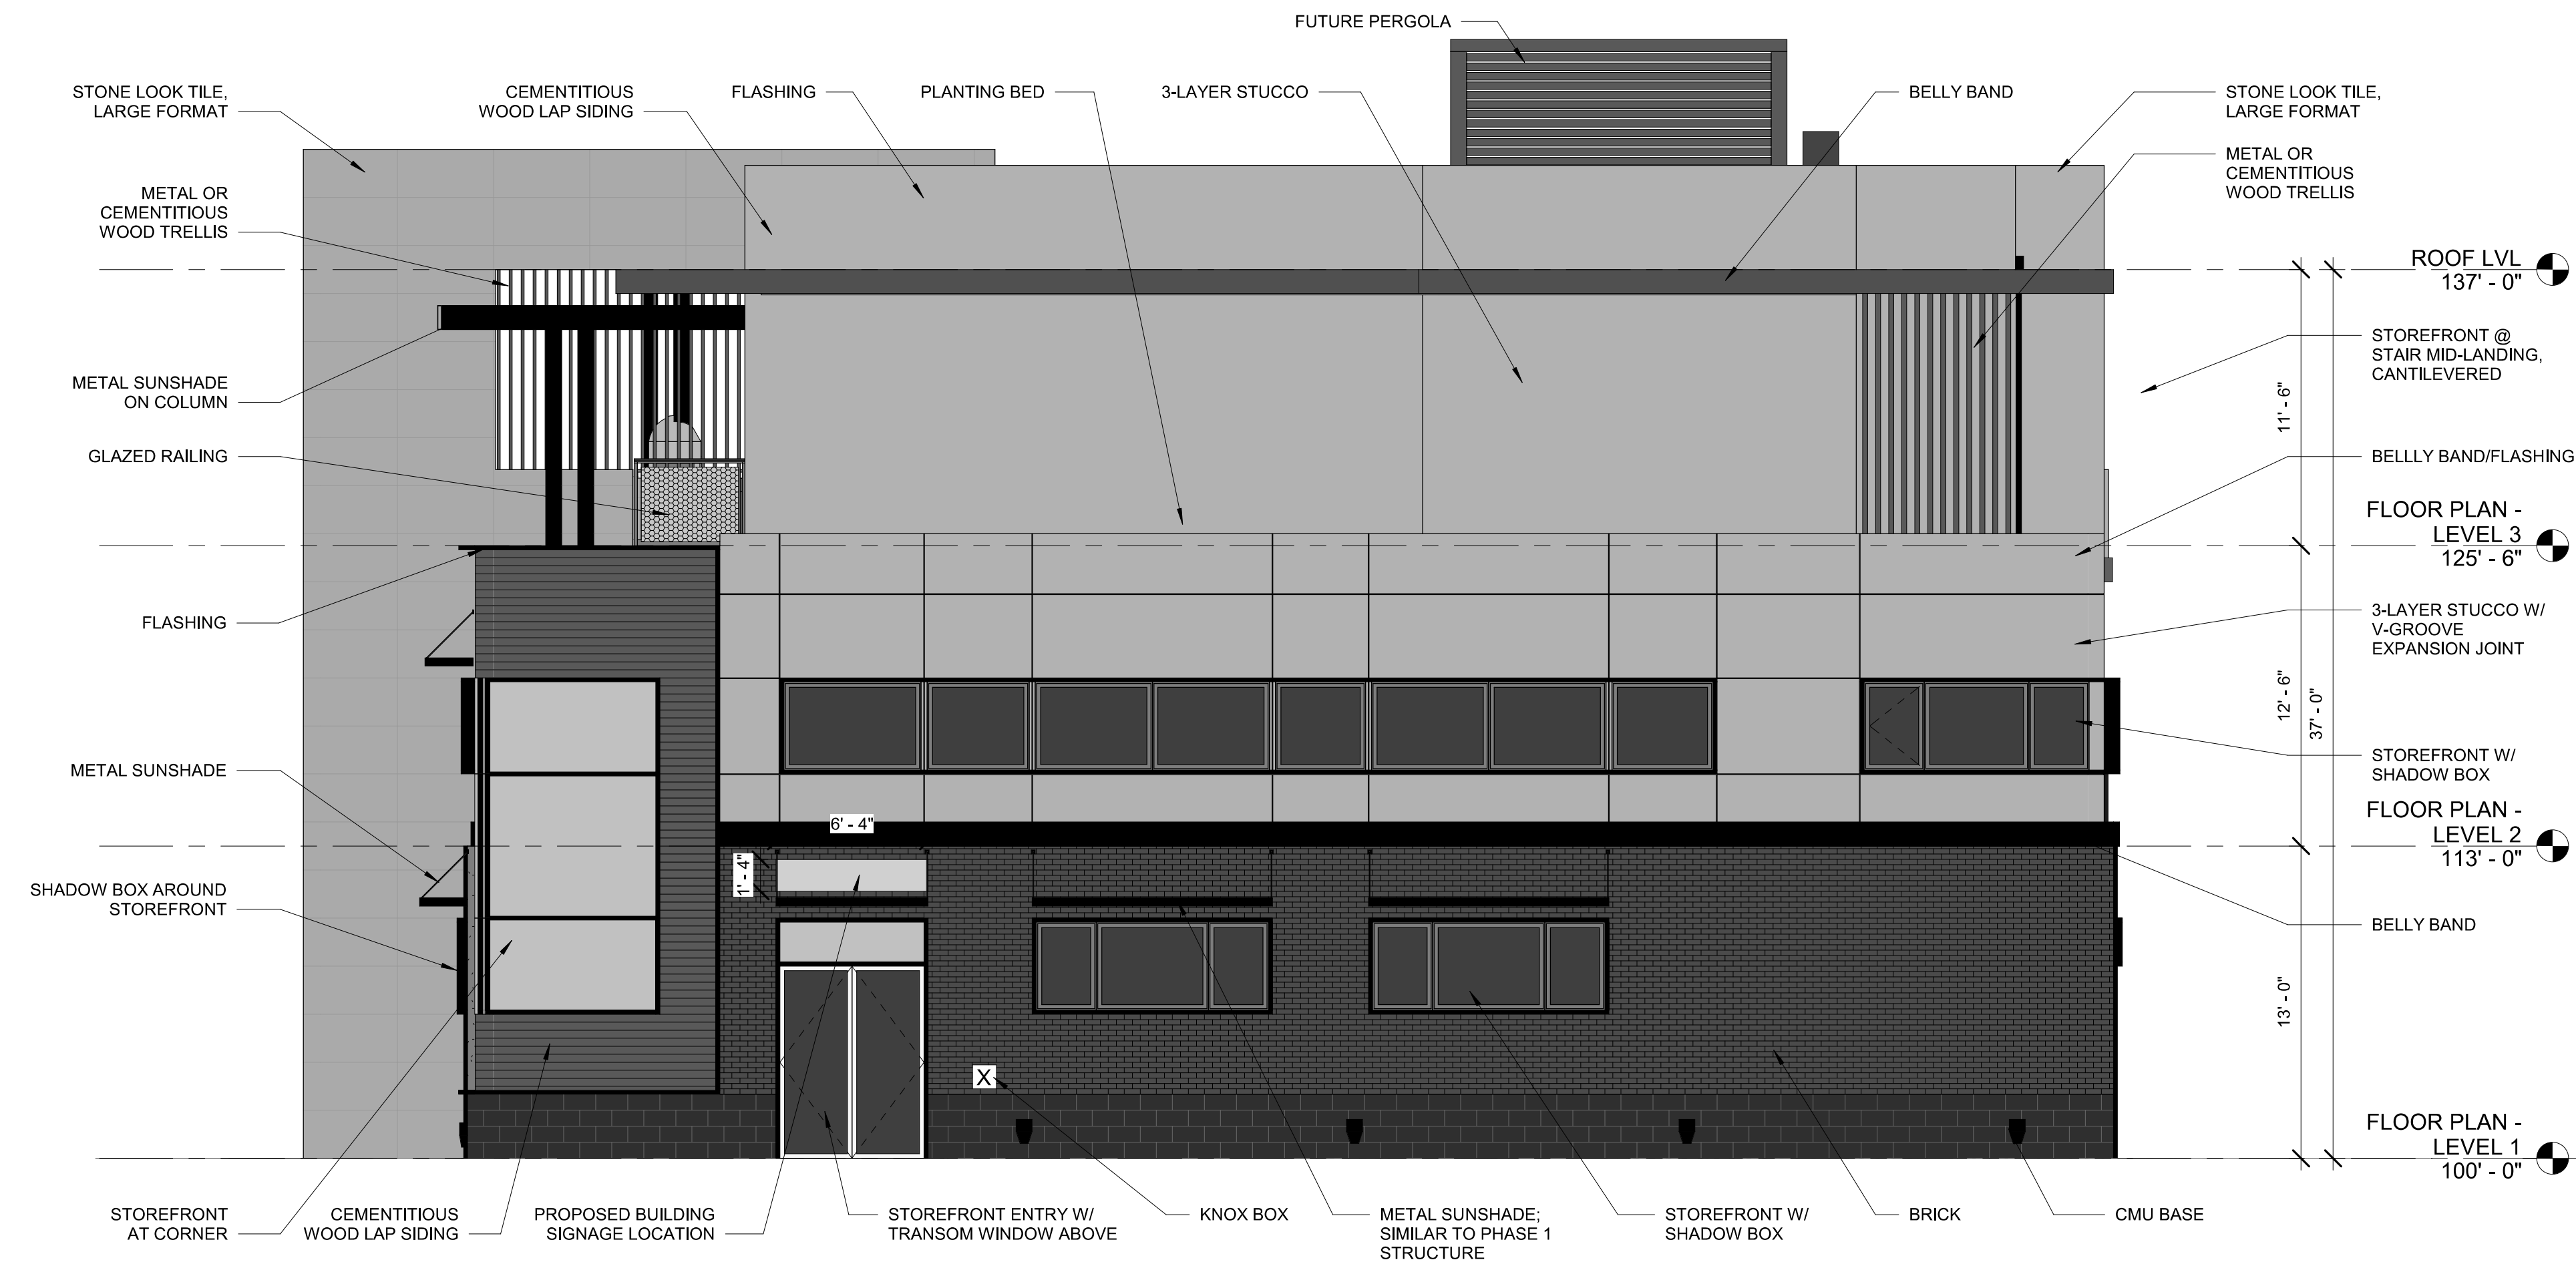 FUTURE PERGOLA
STONE LOOK TILE,
LARGE FORMAT
CEMENTITIOUS
WOOD LAP SIDING
FLASHING
PLANTING BED
3-LAYER STUCCO
BELLY BAND
STONE LOOK TILE,
LARGE FORMAT
METAL OR
CEMENTITIOUS
WOOD TRELLIS
METAL OR
CEMENTITIOUS
WOOD TRELLIS
ROOF LVL
137' - 0"
STOREFRONT @
STAIR MID-LANDING,
CANTILEVERED
METAL SUNSHADE
ON COLUMN
11' - 6"
GLAZED RAILING
BELLLY BAND/FLASHING
FLOOR PLAN -
LEVEL 3
125' - 6"
FLASHING
3-LAYER STUCCO W/
V-GROOVE
EXPANSION JOINT
12' - 6"
37' - 0"
METAL SUNSHADE
STOREFRONT W/
SHADOW BOX
FLOOR PLAN -
LEVEL 2
113' - 0"
6' - 4"
1' - 4"
SHADOW BOX AROUND
STOREFRONT
BELLY BAND
13' - 0"
X
FLOOR PLAN -
LEVEL 1
100' - 0"
STOREFRONT
AT CORNER
CEMENTITIOUS
WOOD LAP SIDING
PROPOSED BUILDING
SIGNAGE LOCATION
STOREFRONT ENTRY W/
TRANSOM WINDOW ABOVE
KNOX BOX
METAL SUNSHADE;
SIMILAR TO PHASE 1
STRUCTURE
STOREFRONT W/
SHADOW BOX
BRICK
CMU BASE